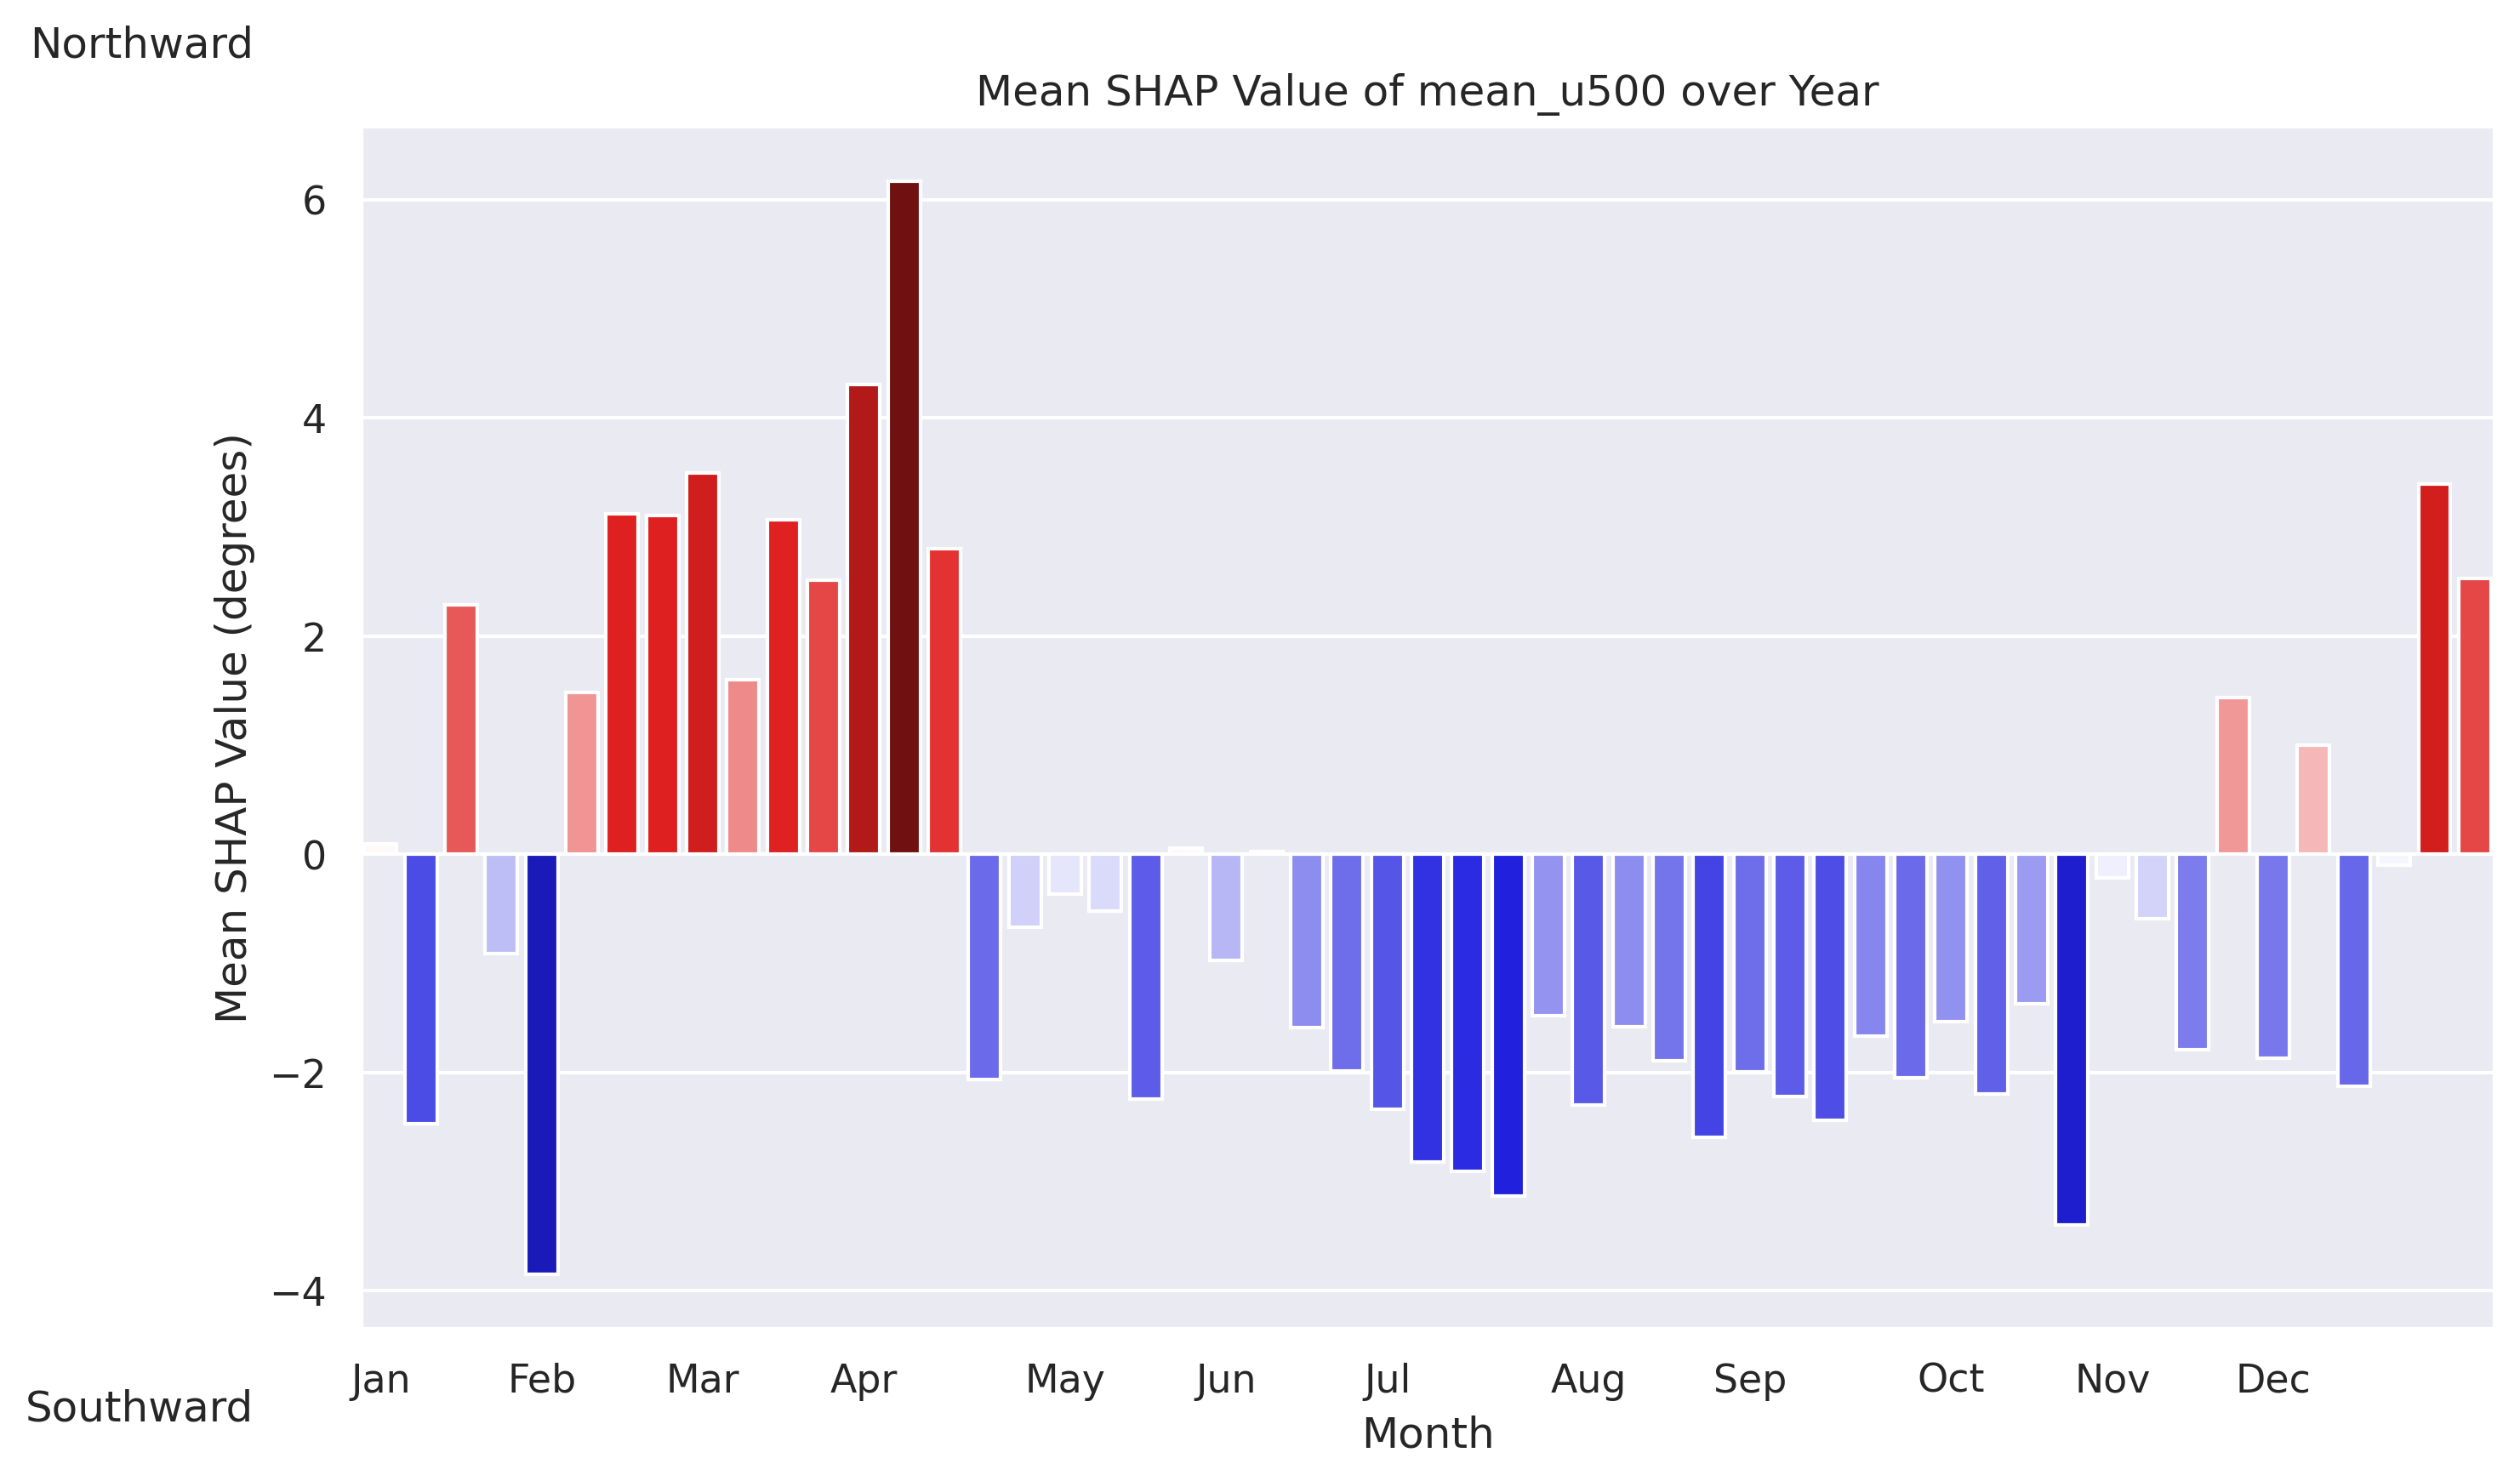 Northward
Mean SHAP Value of mean_u500 over Year
Mean SHAP Value (degrees)
6
4
2
0
−2
−4
Jan Feb Mar Apr May Jun Jul Aug Sep Oct Nov Dec
Southward
Month